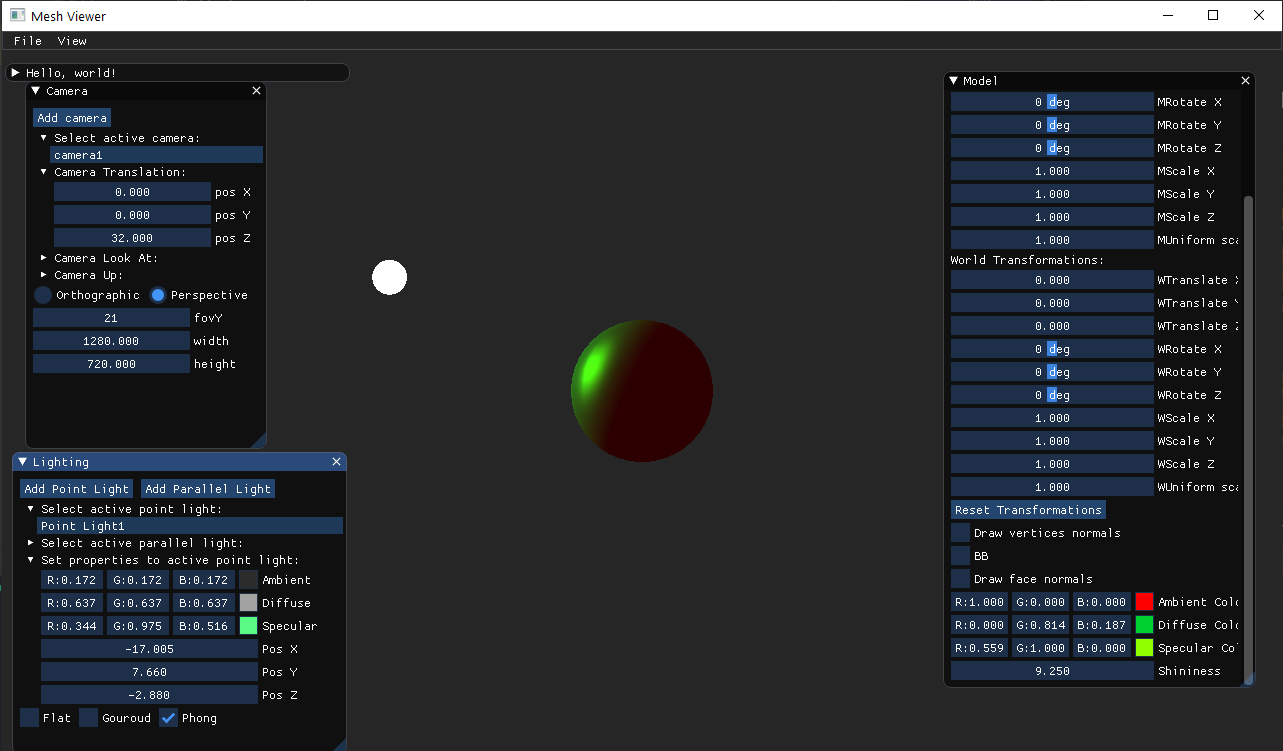 Mesh Viewer
File View
Hello, world!
Camera
Add camera
Select active camera:
camera1
Camera Translation:
0.000 pos X
0.000 pos Y
32.000 pos Z
Camera Look At:
Camera Up:
Orthographic Perspective
21 fovY
1280.000 width
720.000 height
Lighting
Add Point Light Add Parallel Light
Select active point light:
Point Light1
Select active parallel light:
Set properties to active point light:
R:0.172 G:0.172 B:0.172 Ambient
R:0.637 G:0.637 B:0.637 Diffuse
R:0.344 G:0.975 B:0.516 Specular
-17.005 Pos X
7.660 Pos Y
-2.880 Pos Z
Flat Gouroud Phong
Model
0 deg MRotate X
0 deg MRotate Y
0 deg MRotate Z
1.000 MScale X
1.000 MScale Y
1.000 MScale Z
1.000 MUniform sca
World Transformations:
0.000 WTranslate X
0.000 WTranslate Y
0.000 WTranslate Z
0 deg WRotate X
0 deg WRotate Y
0 deg WRotate Z
1.000 WScale X
1.000 WScale Y
1.000 WScale Z
1.000 WUniform sca
Reset Transformations
Draw vertices normals
BB
Draw face normals
R:1.000 G:0.000 B:0.000 Ambient Colo
R:0.000 G:0.814 B:0.187 Diffuse Colo
R:0.559 G:1.000 B:0.000 Specular Col
9.250 Shininess